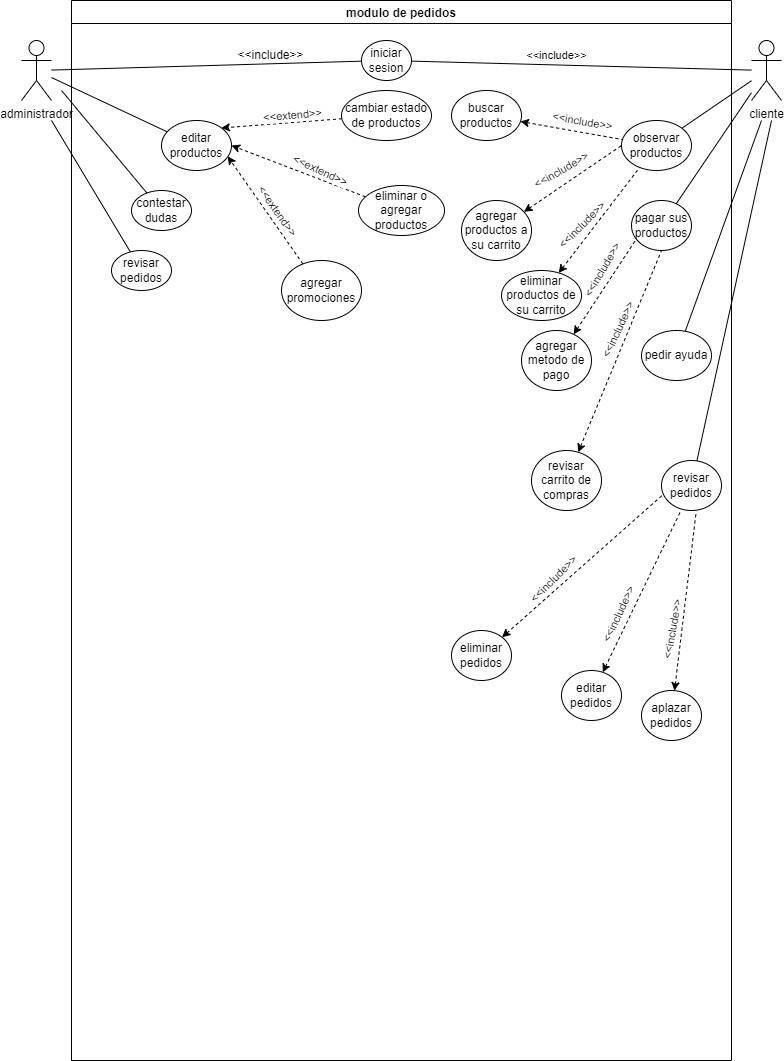 modulo de pedidos
administrador
cliente
<<include>>
iniciar
sesion
<<include>>
editar
productos
<<extend>>
cambiar estado
de productos
<<extend>>
eliminar o
agregar
productos
<<extend>>
agregar
promociones
contestar
dudas
revisar
pedidos
buscar
productos
<<include>>
observar
productos
<<include>>
agregar
productos a
su carrito
<<include>>
eliminar
productos de
su carrito
pagar sus
productos
<<include>>
agregar
metodo de
pago
<<include>>
revisar
carrito de
compras
pedir ayuda
revisar
pedidos
<<include>>
eliminar
pedidos
<<include>>
editar
pedidos
<<include>>
aplazar
pedidos